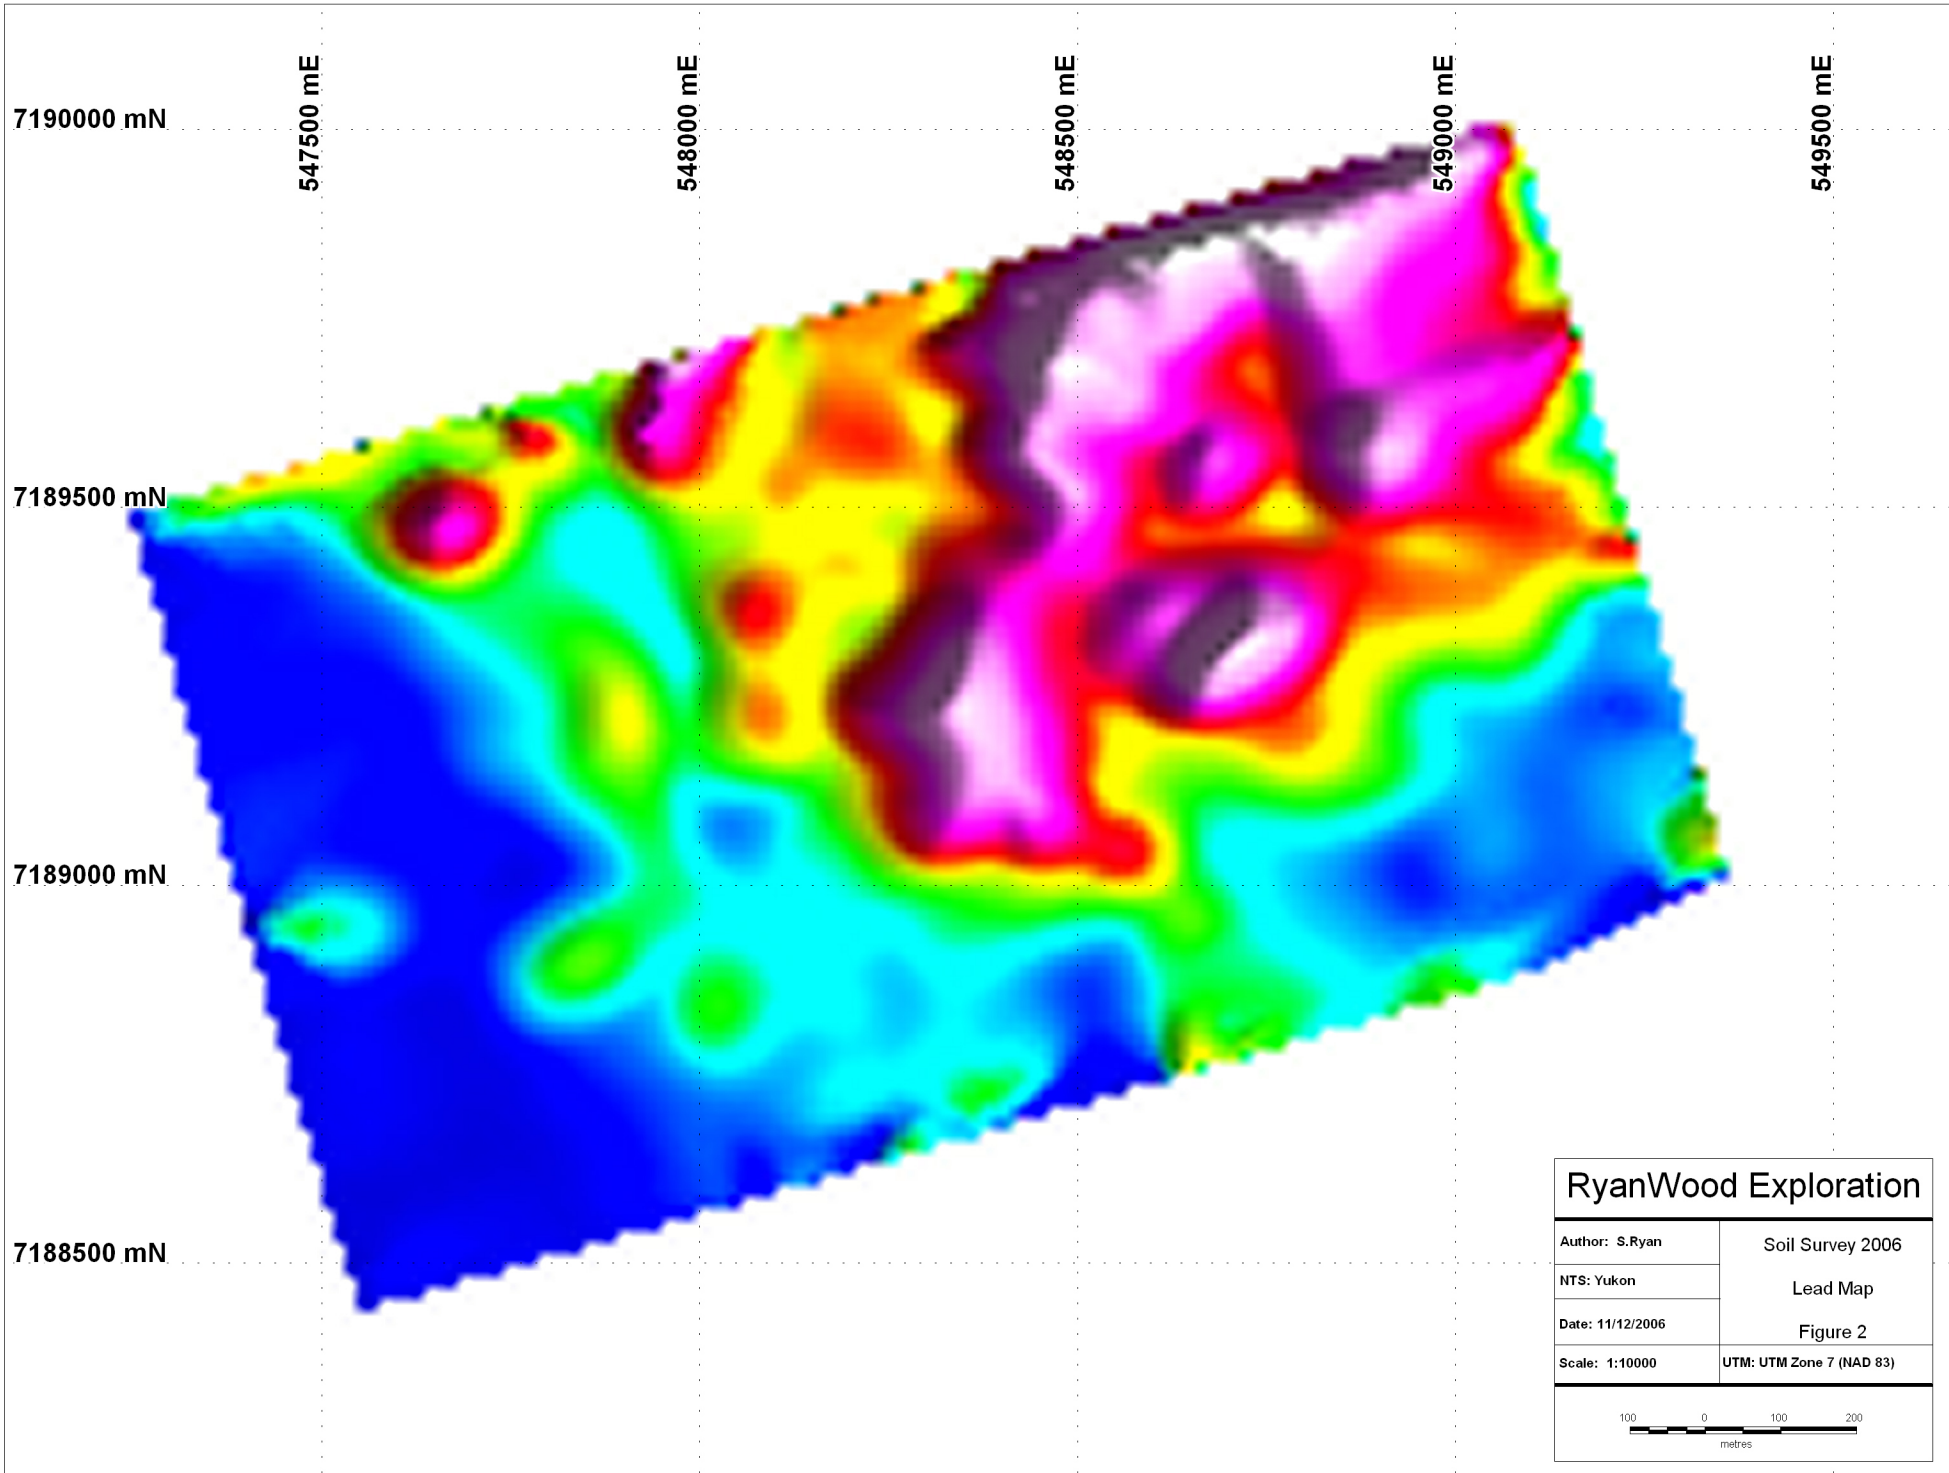 547500 mE
548000 mE
548500 mE
549000 mE
549500 mE
7190000 mN
7189500 mN
7189000 mN
7188500 mN
RyanWood Exploration
Author: S.Ryan
NTS: Yukon
Date: 11/12/2006
Scale: 1:10000
Soil Survey 2006
Lead Map
Figure 2
UTM: UTM Zone 7 (NAD 83)
100 0 100 200
metres